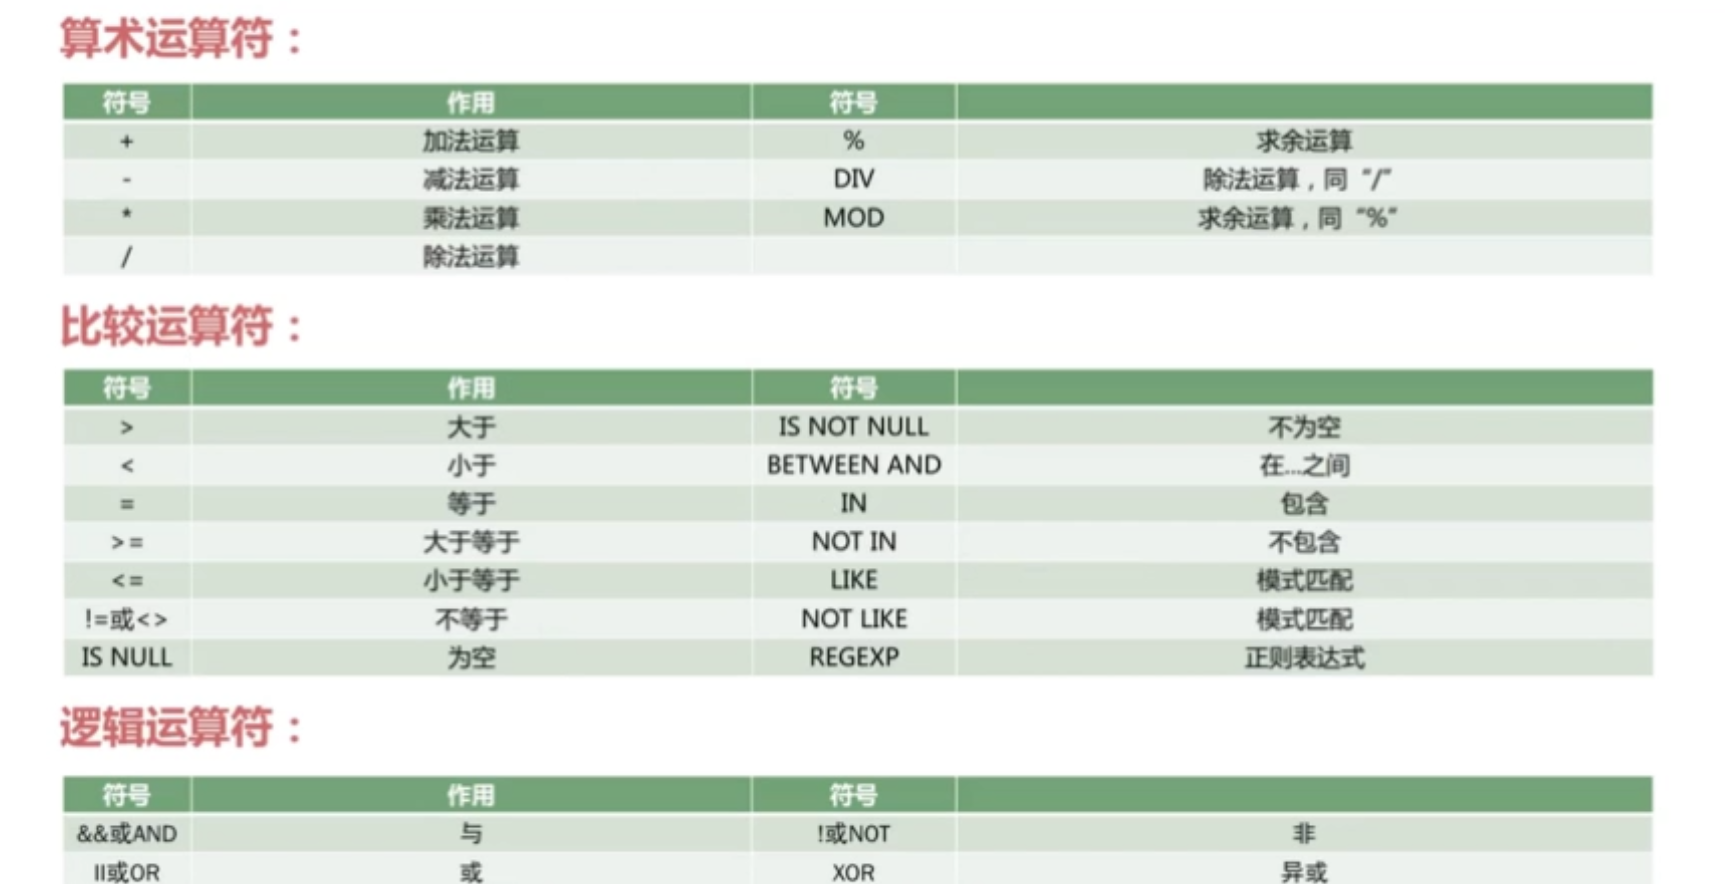 算术运算符：
符号 作用 符号
+ 加法运算 % 求余运算
- 减法运算 DIV 除法运算，同“/”
* 乘法运算 MOD 求余运算，同“%”
/ 除法运算
比较运算符：
符号 作用 符号
> 大于 IS NOT NULL 不为空
< 小于 BETWEEN AND 在...之间
= 等于 IN 包含
>= 大于等于 NOT IN 不包含
<= 小于等于 LIKE 模式匹配
!=或<> 不等于 NOT LIKE 模式匹配
IS NULL 为空 REGEXP 正则表达式
逻辑运算符：
符号 作用 符号
&&或AND 与 !或NOT 非
II或OR 或 XOR 异或